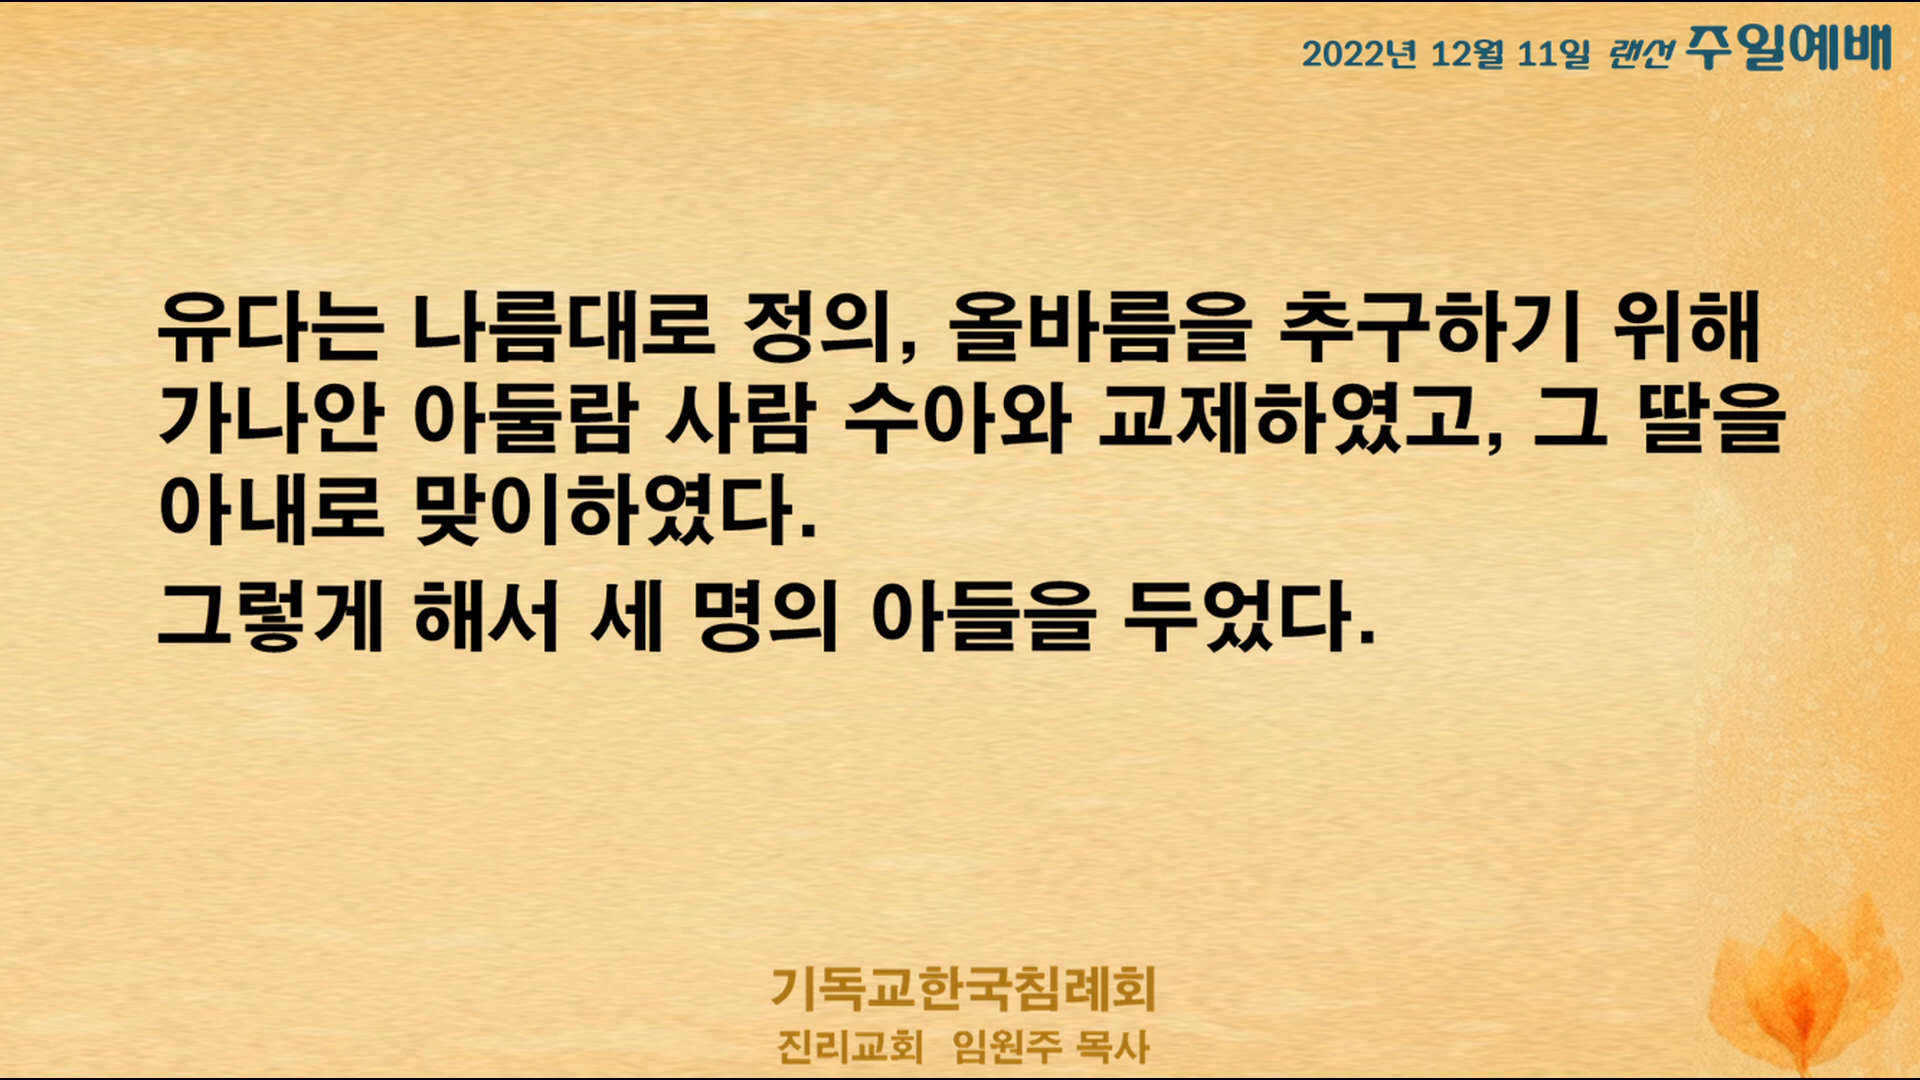 2022년 12월 11일 랜선 주일예배
유다는 나름대로 정의, 올바름을 추구하기 위해
가나안 아둘람 사람 수아와 교제하였고, 그 딸을
아내로 맞이하였다.
그렇게 해서 세 명의 아들을 두었다.
기독교한국침례회
진리교회 임원주 목사